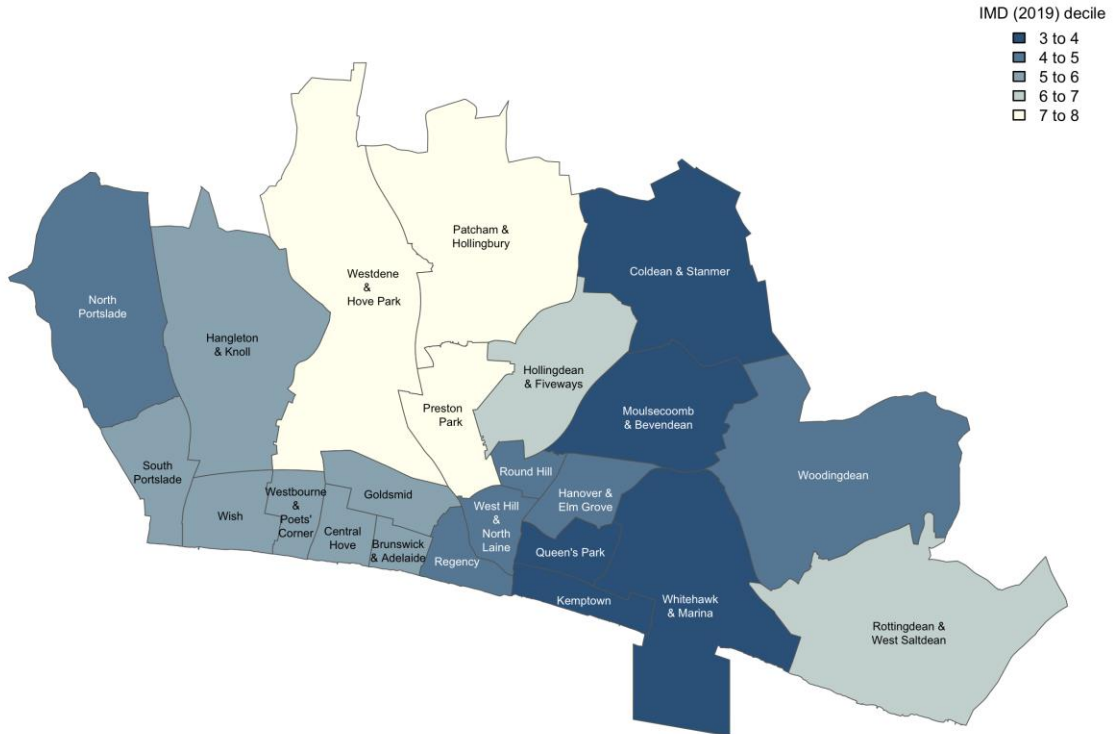 IMD (2019) decile
3 to 4
4 to 5
5 to 6
6 to 7
7 to 8
Patcham &
Hollingbury
Coldean & Stanmer
Westdene
&
Hove Park
North
Portslade
Hangleton
& Knoll
Hollingdean
& Fiveways
Preston
Park
Moulsecoomb
& Bevendean
South
Portslade
Round Hill
Woodingdean
Westbourne
&
Poets'
Corner
Goldsmid
Hanover &
Elm Grove
West Hill
&
North
Laine
Wish
Central
Hove
Brunswick
& Adelaide
Regency
Queen's Park
Kemptown
Whitehawk
& Marina
Rottingdean &
West Saltdean